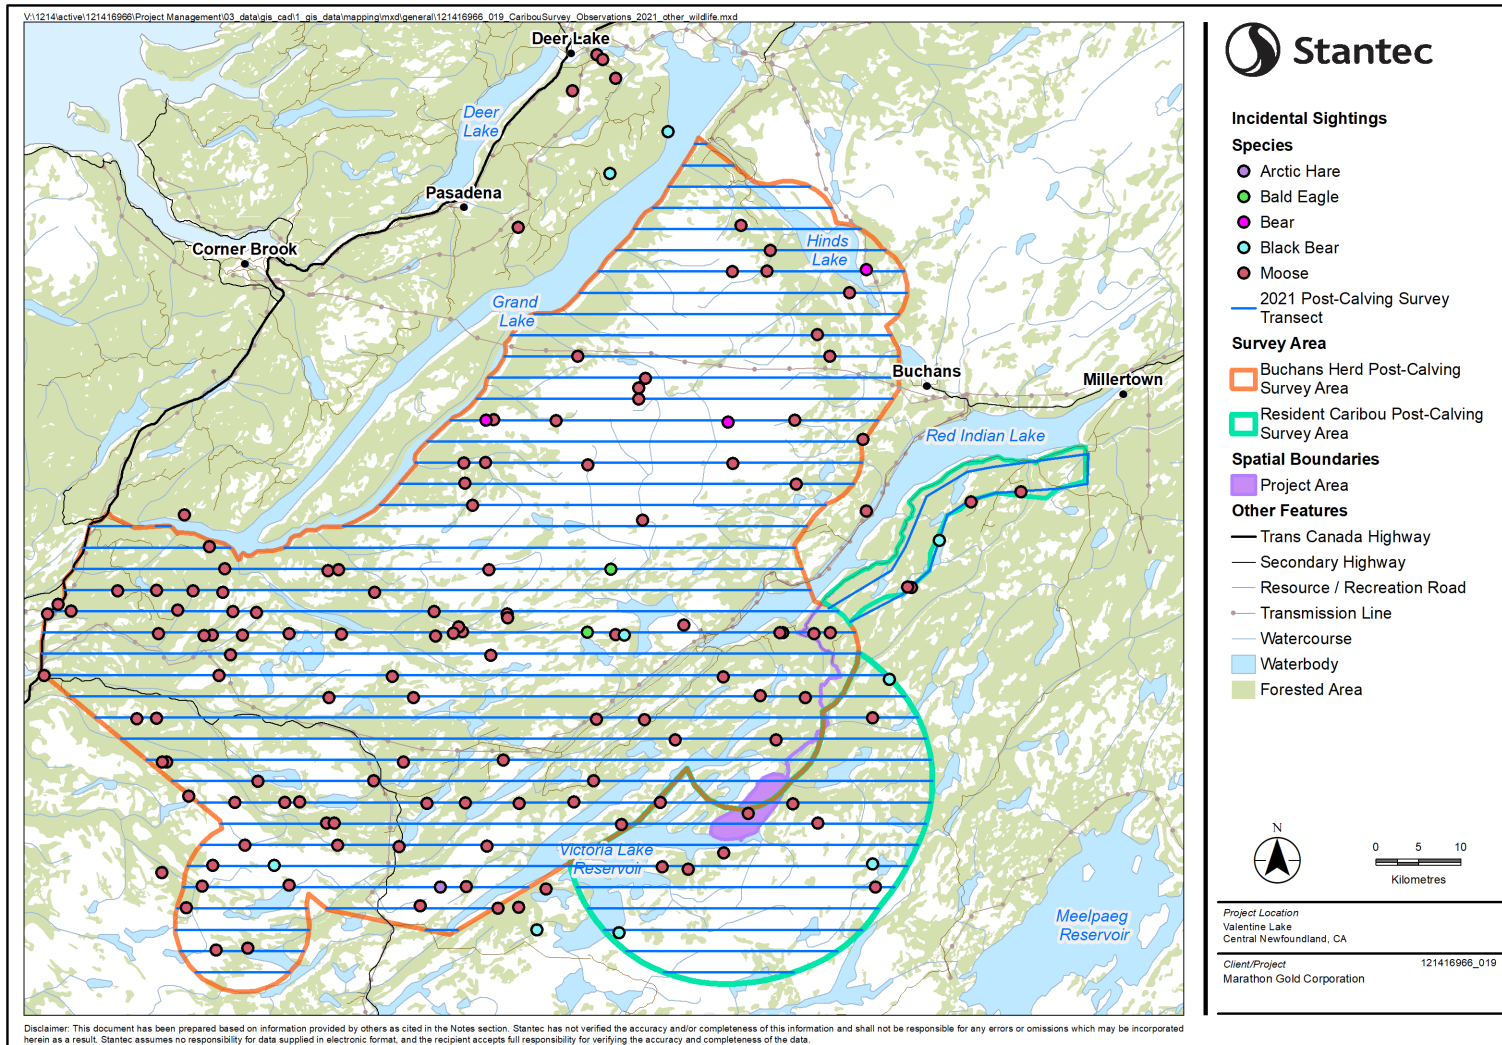 V:\1214\active\121416966\Project Management\03_data\gis_cad\1_gis_data\mapping\mxd\general\121416966_019_CaribouSurvey_Observations_2021_other_wildlife.mxd
Deer Lake
Deer
Lake
Pasadena
Corner Brook
Hinds
Lake
Grand
Lake
Buchans
Millertown
Red Indian Lake
Victoria Lake
Reservoir
Meelpaeg
Reservoir
Stantec
Incidental Sightings
Species
Arctic Hare
Bald Eagle
Bear
Black Bear
Moose
2021 Post-Calving Survey
Transect
Survey Area
Buchans Herd Post-Calving
Survey Area
Resident Caribou Post-Calving
Survey Area
Spatial Boundaries
Project Area
Other Features
Trans Canada Highway
Secondary Highway
Resource / Recreation Road
Transmission Line
Watercourse
Waterbody
Forested Area
N
0 5 10
Kilometres
Project Location
Valentine Lake
Central Newfoundland, CA
Client/Project 121416966_019
Marathon Gold Corporation
Disclaimer: This document has been prepared based on information provided by others as cited in the Notes section. Stantec has not verified the accuracy and/or completeness of this information and shall not be responsible for any errors or omissions which may be incorporated
herein as a result. Stantec assumes no responsibility for data supplied in electronic format, and the recipient accepts full responsibility for verifying the accuracy and completeness of the data.